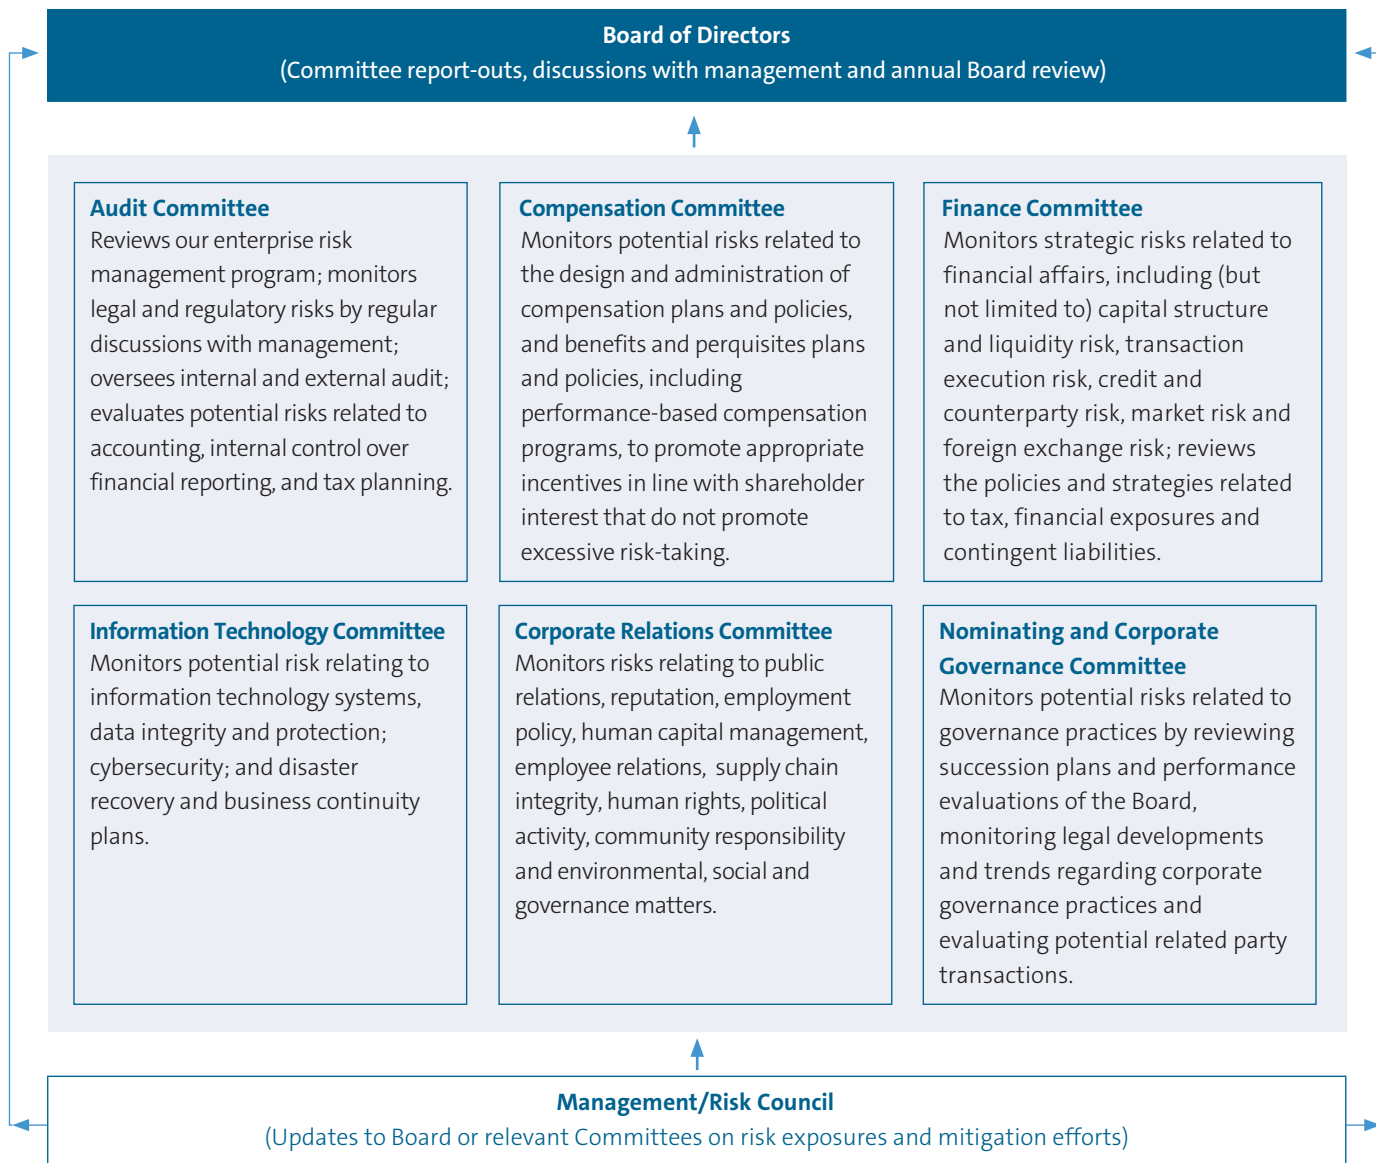 Board of Directors
(Committee report-outs, discussions with management and annual Board review)
Audit Committee
Reviews our enterprise risk
management program; monitors
legal and regulatory risks by regular
discussions with management;
oversees internal and external audit;
evaluates potential risks related to
accounting, internal control over
financial reporting, and tax planning.
Compensation Committee
Monitors potential risks related to
the design and administration of
compensation plans and policies,
and benefits and perquisites plans
and policies, including
performance-based compensation
programs, to promote appropriate
incentives in line with shareholder
interest that do not promote
excessive risk-taking.
Finance Committee
Monitors strategic risks related to
financial affairs, including (but
not limited to) capital structure
and liquidity risk, transaction
execution risk, credit and
counterparty risk, market risk and
foreign exchange risk; reviews
the policies and strategies related
to tax, financial exposures and
contingent liabilities.
Information Technology Committee
Monitors potential risk relating to
information technology systems,
data integrity and protection;
cybersecurity; and disaster
recovery and business continuity
plans.
Corporate Relations Committee
Monitors risks relating to public
relations, reputation, employment
policy, human capital management,
employee relations, supply chain
integrity, human rights, political
activity, community responsibility
and environmental, social and
governance matters.
Nominating and Corporate
Governance Committee
Monitors potential risks related to
governance practices by reviewing
succession plans and performance
evaluations of the Board,
monitoring legal developments
and trends regarding corporate
governance practices and
evaluating potential related party
transactions.
Management/Risk Council
(Updates to Board or relevant Committees on risk exposures and mitigation efforts)